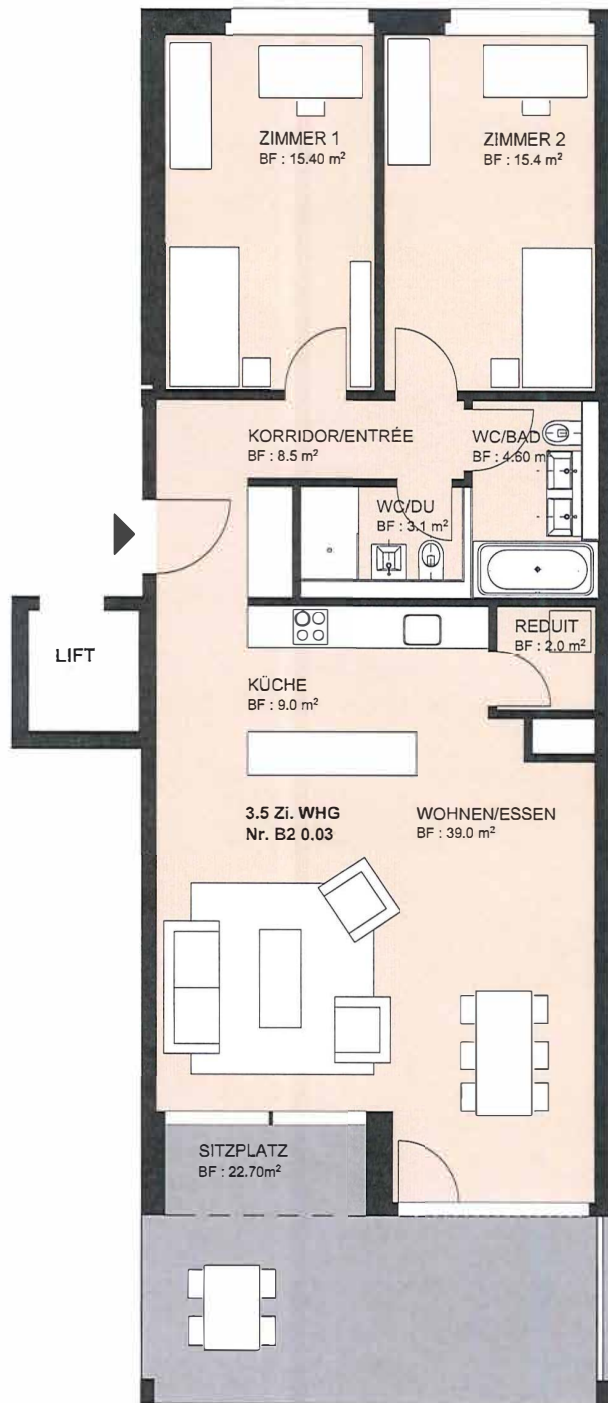 ZIMMER 1
BF : 15.40 m²
ZIMMER 2
BF : 15.4 m²
KORRIDOR/ENTRÉE
BF : 8.5 m²
WC/BAD
BF : 4.60 m²
WC/DU
BF : 3.1 m²
LIFT
REDUIT
BF : 2.0 m²
KÜCHE
BF : 9.0 m²
3.5 Zi. WHG
Nr. B2 0.03
WOHNEN/ESSEN
BF : 39.0 m²
SITZPLATZ
BF : 22.70m²